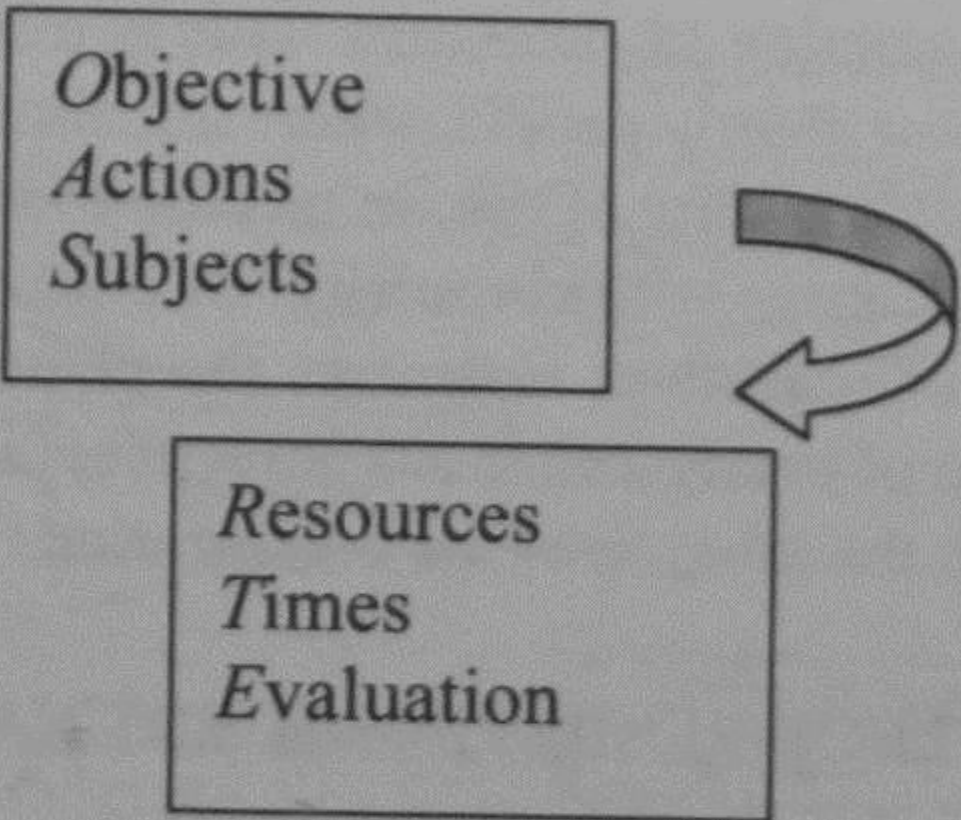 Objective
Actions
Subjects
Resources
Times
Evaluation